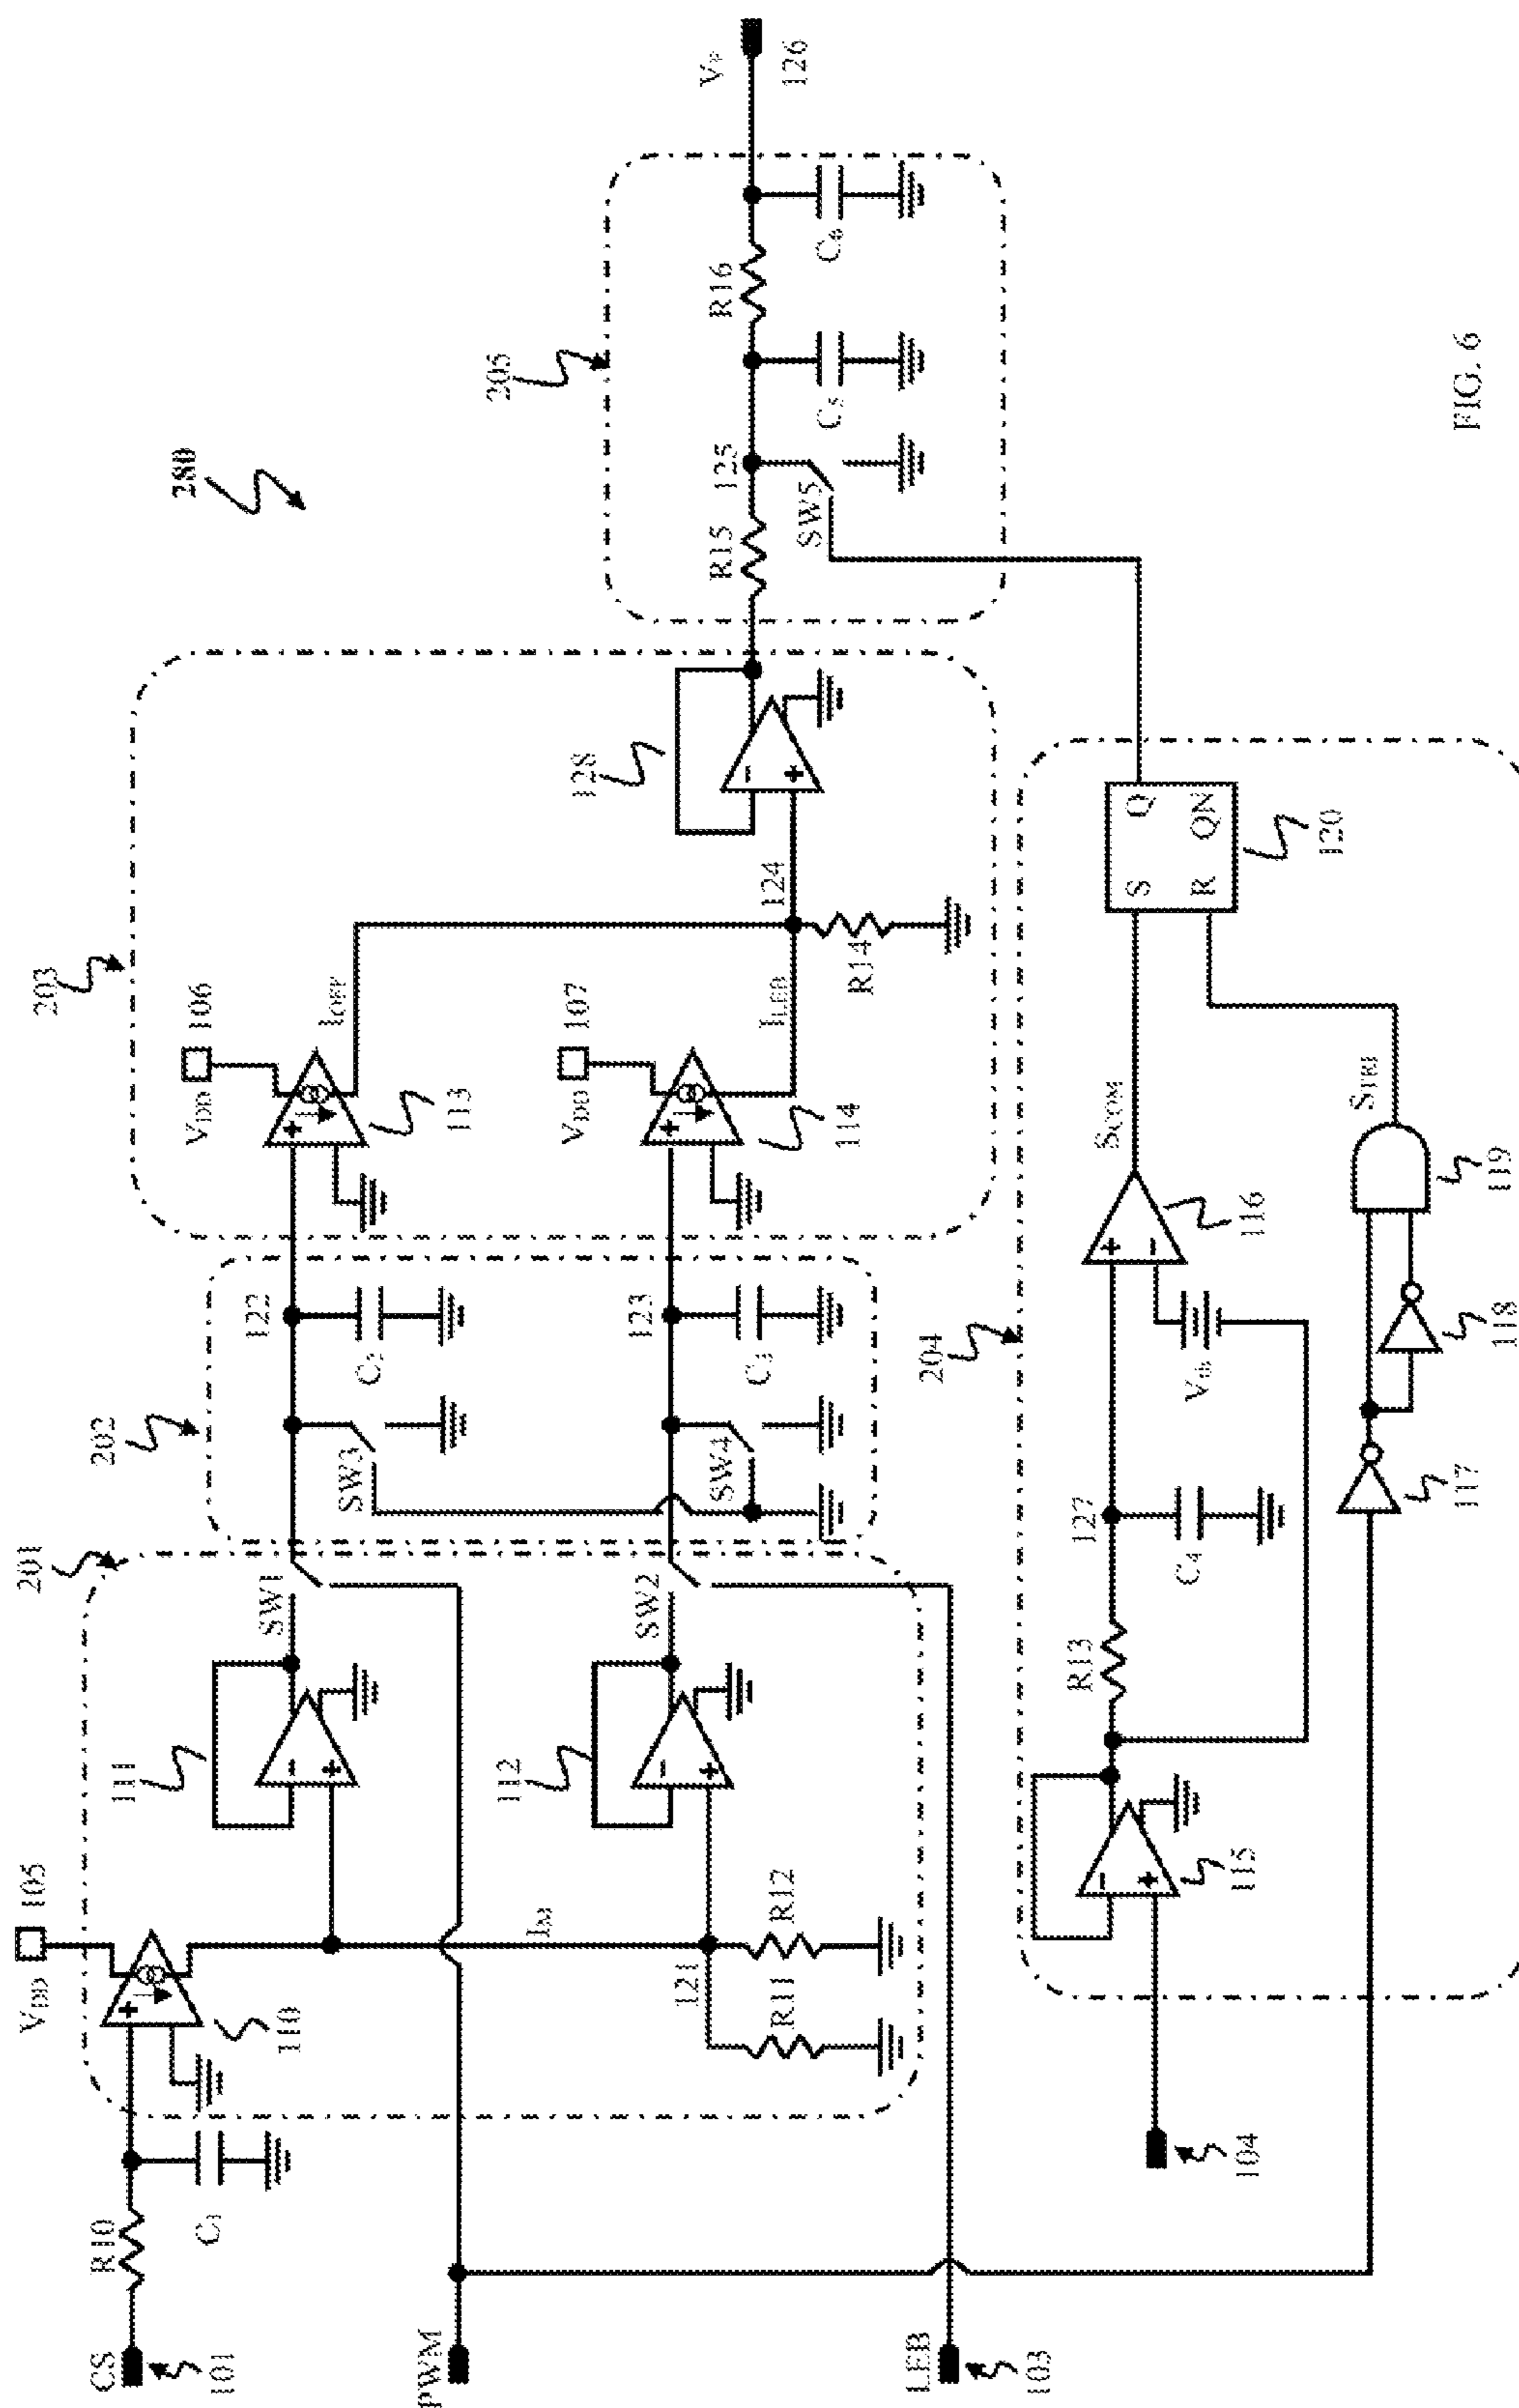 280
201
202
203
205
CS
101
R10
C1
VDD
105
110
111
SW1
122
C2
SW3
VDD
106
IOFF
113
IM
112
SW2
123
C3
SW4
VDD
107
ILED
114
121
R11
R12
124
R14
128
R15
125
SW5
C5
R16
C6
VF
126
PWM
LEB
103
204
104
115
R13
127
C4
Vth
116
SCOM
117
118
119
STRI
S
Q
R
QN
120
FIG. 6